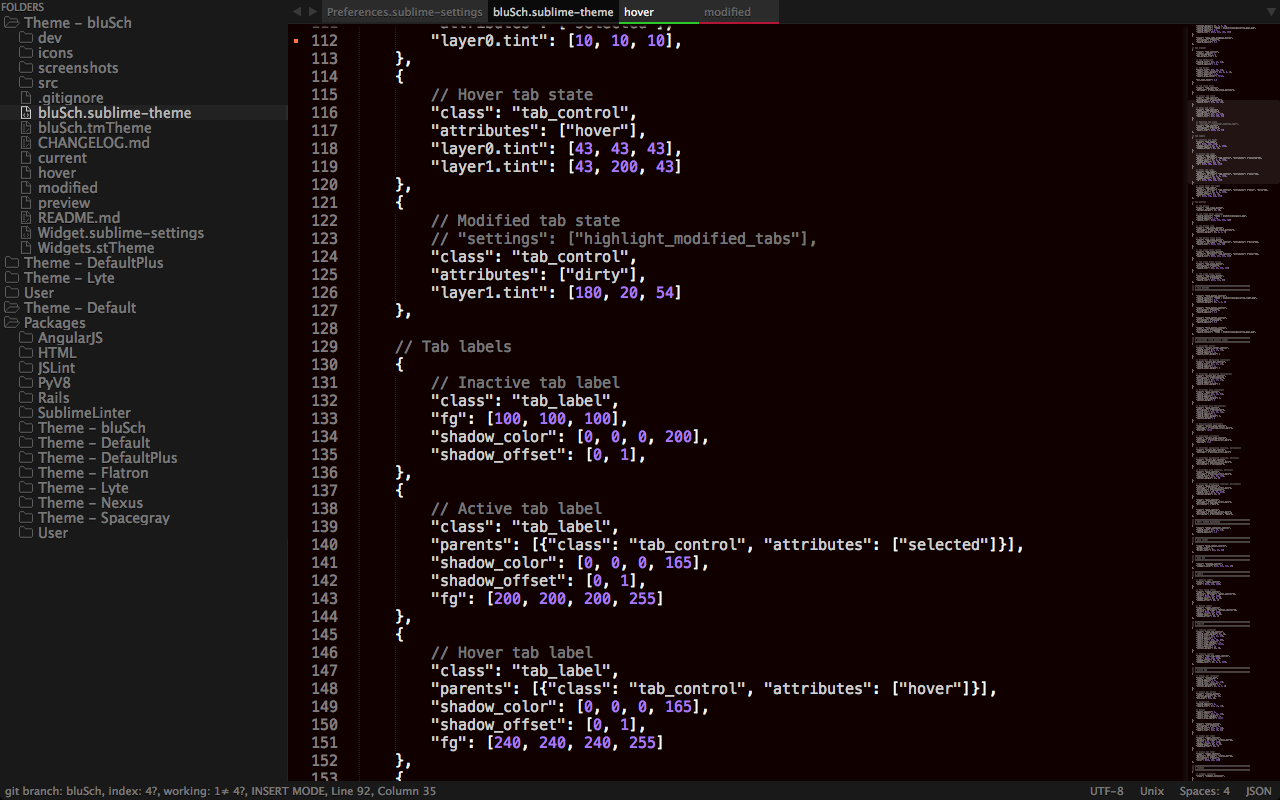 FOLDERS
Theme – bluSch
dev
icons
screenshots
src
.gitignore
bluSch.sublime-theme
bluSch.tmTheme
CHANGELOG.md
current
hover
modified
preview
README.md
Widget.sublime-settings
Widgets.stTheme
Theme – DefaultPlus
Theme – Lyte
User
Theme – Default
Packages
AngularJS
HTML
JSLint
PyV8
Rails
SublimeLinter
Theme – bluSch
Theme – Default
Theme – DefaultPlus
Theme – Flatron
Theme – Lyte
Theme – Nexus
Theme – Spacegray
User
Preferences.sublime-settings bluSch.sublime-theme hover modified
112 "layer0.tint": [10, 10, 10],
113 },
114 {
115 // Hover tab state
116 "class": "tab_control",
117 "attributes": ["hover"],
118 "layer0.tint": [43, 43, 43],
119 "layer1.tint": [43, 200, 43]
120 },
121 {
122 // Modified tab state
123 // "settings": ["highlight_modified_tabs"],
124 "class": "tab_control",
125 "attributes": ["dirty"],
126 "layer1.tint": [180, 20, 54]
127 },
128
129 // Tab labels
130 {
131 // Inactive tab label
132 "class": "tab_label",
133 "fg": [100, 100, 100],
134 "shadow_color": [0, 0, 0, 200],
135 "shadow_offset": [0, 1],
136 },
137 {
138 // Active tab label
139 "class": "tab_label",
140 "parents": [{"class": "tab_control", "attributes": ["selected"]}],
141 "shadow_color": [0, 0, 0, 165],
142 "shadow_offset": [0, 1],
143 "fg": [200, 200, 200, 255]
144 },
145 {
146 // Hover tab label
147 "class": "tab_label",
148 "parents": [{"class": "tab_control", "attributes": ["hover"]}],
149 "shadow_color": [0, 0, 0, 165],
150 "shadow_offset": [0, 1],
151 "fg": [240, 240, 240, 255]
152 },
153 {
git branch: bluSch, index: 4?, working: 1≠ 4?, INSERT MODE, Line 92, Column 35 UTF-8 Unix Spaces: 4 JSON